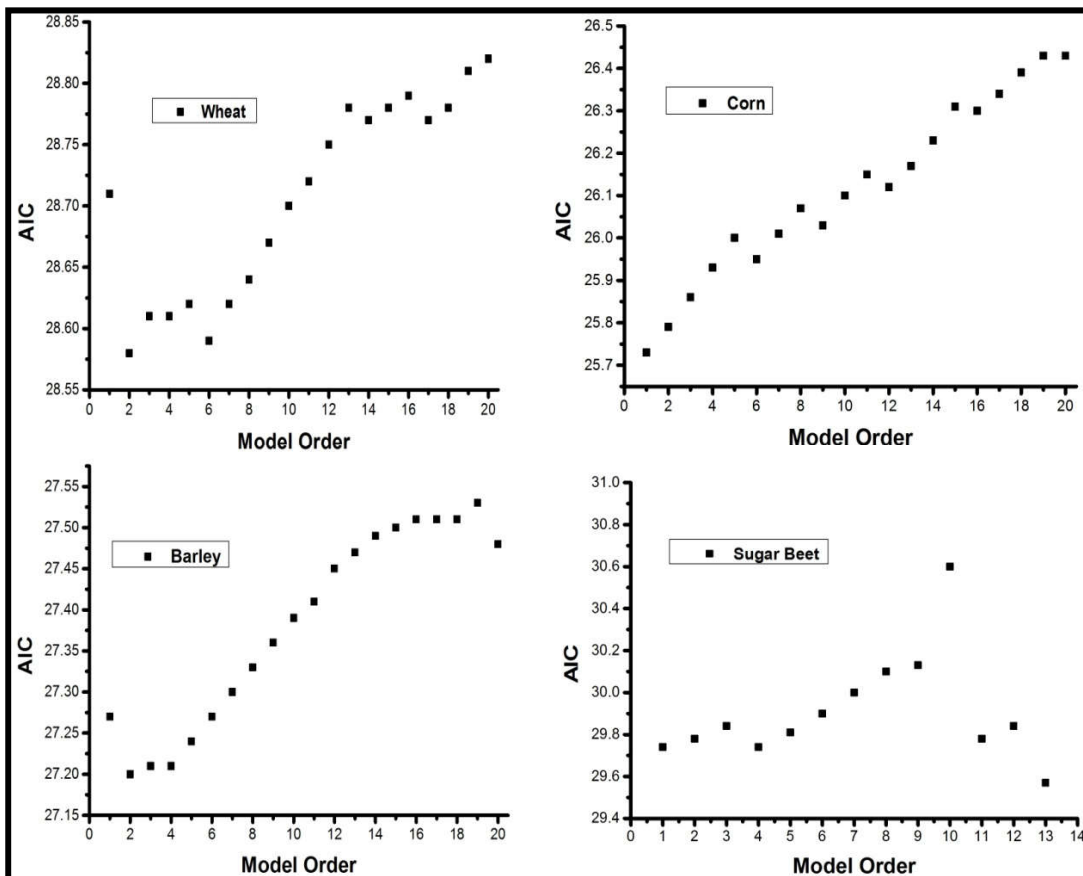 28.85
28.80
28.75
28.70
28.65
28.60
28.55
AIC
Wheat
0 2 4 6 8 10 12 14 16 18 20
Model Order
26.5
26.4
26.3
26.2
26.1
26.0
25.9
25.8
25.7
AIC
Corn
0 2 4 6 8 10 12 14 16 18 20
Model Order
27.55
27.50
27.45
27.40
27.35
27.30
27.25
27.20
27.15
AIC
Barley
0 2 4 6 8 10 12 14 16 18 20
Model Order
31.0
30.8
30.6
30.4
30.2
30.0
29.8
29.6
29.4
AIC
Sugar Beet
0 1 2 3 4 5 6 7 8 9 10 11 12 13 14
Model Order